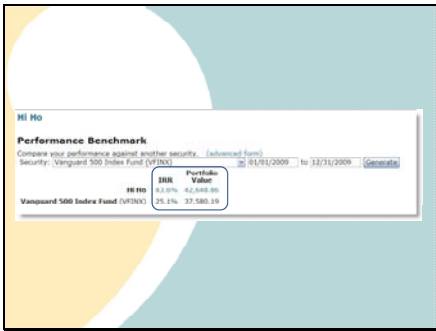 Hi Ho
Performance Benchmark
Compare your performance against another security. (advanced form)
Security: Vanguard 500 Index Fund (VFINX) 01/01/2009 to 12/31/2009 Generate
IRR Portfolio Value
Hi Ho 43.6% 42,648.86
Vanguard 500 Index Fund (VFINX) 25.1% 37,580.19